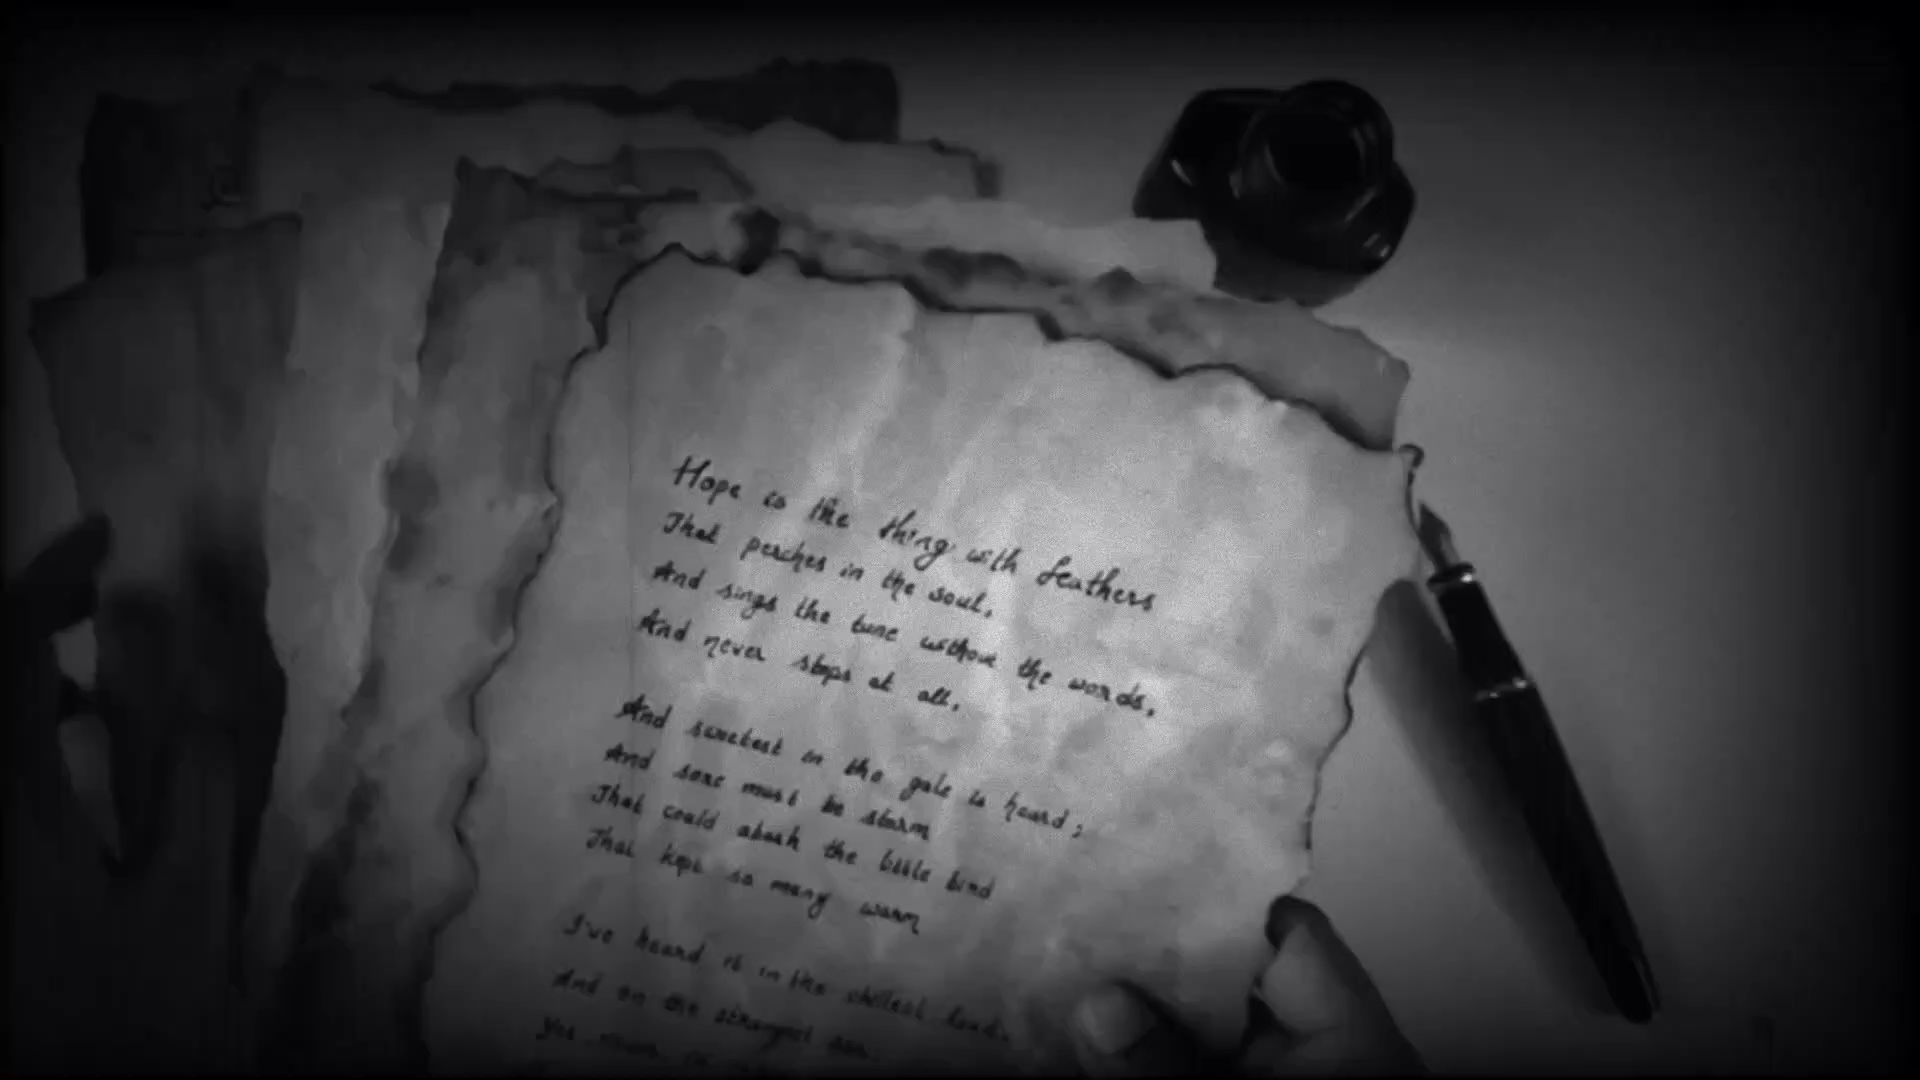 Hope is the thing with feathers
That perches in the soul,
And sings the tune without the words,
And never stops at all,
And sweetest in the gale is heard;
And sore must be storm
That could abash the little bird
That kept so many warm
I've heard it in the chillest land,
And on the strangest sea,
Yet